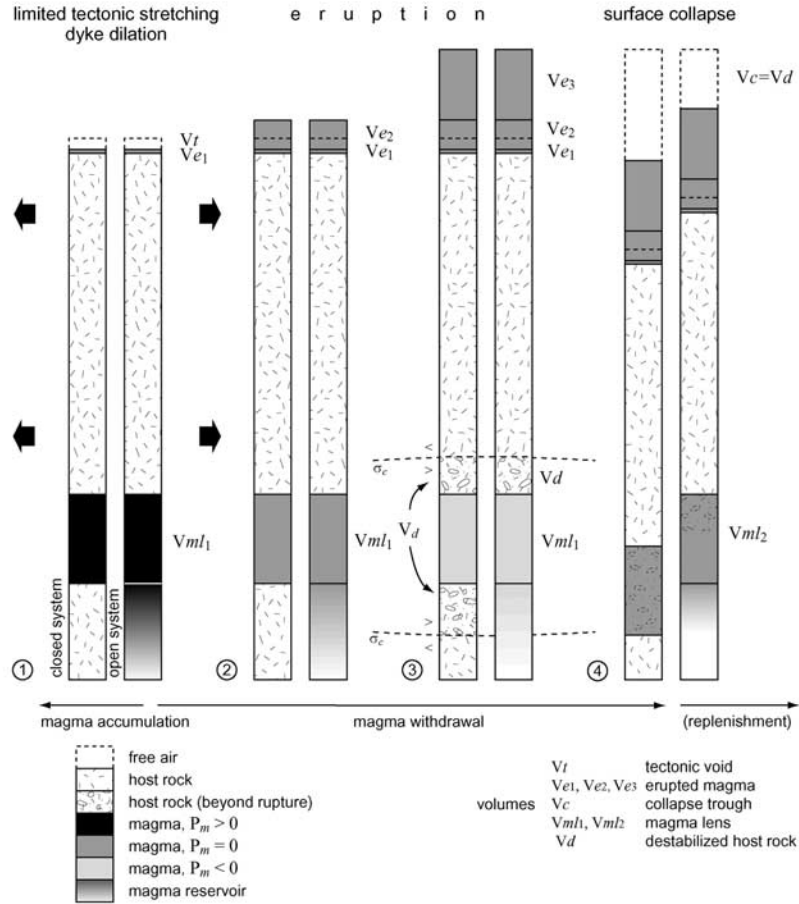 limited tectonic stretching
dyke dilation
e r u p t i o n
surface collapse
Vt
Ve1
Ve2
Ve1
Ve3
Ve2
Ve1
Vc=Vd
Vml1
Vml1
Vml1
Vml2
σc
Vd
Vd
σc
<
>
>
<
closed system
open system
1
2
3
4
magma accumulation
magma withdrawal
(replenishment)
free air
host rock
host rock (beyond rupture)
magma, Pm > 0
magma, Pm = 0
magma, Pm < 0
magma reservoir
volumes
Vt tectonic void
Ve1, Ve2, Ve3 erupted magma
Vc collapse trough
Vml1, Vml2 magma lens
Vd destabilized host rock